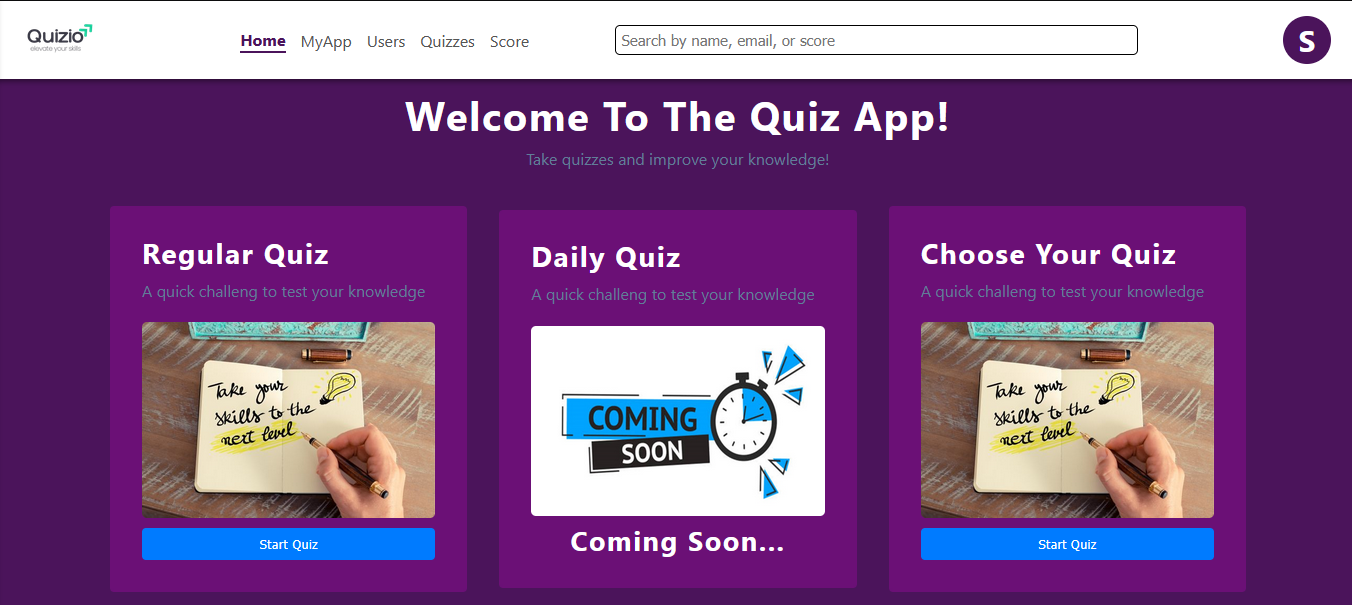 Quizio
elevate your skills
Home MyApp Users Quizzes Score
Search by name, email, or score
S
Welcome To The Quiz App!
Take quizzes and improve your knowledge!
Regular Quiz
A quick challeng to test your knowledge
Take your
skills to the
next level
Start Quiz
Daily Quiz
A quick challeng to test your knowledge
COMING
SOON
Coming Soon...
Choose Your Quiz
A quick challeng to test your knowledge
Take your
skills to the
next level
Start Quiz